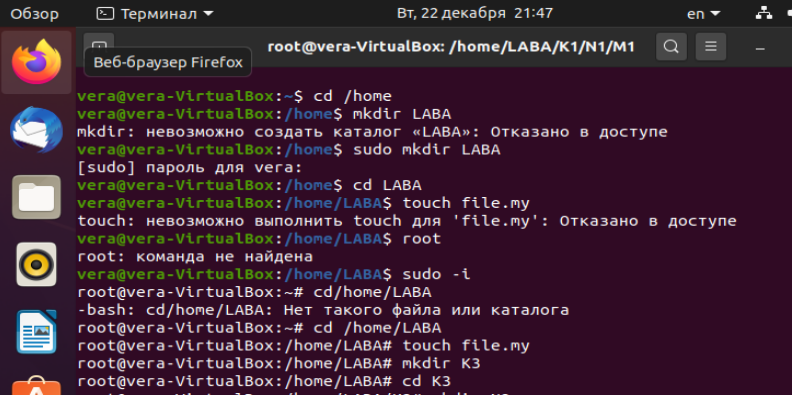 Обзор
Терминал
Вт, 22 декабря 21:47
en
root@vera-VirtualBox: /home/LABA/K1/N1/M1
Веб-браузер Firefox
vera@vera-VirtualBox:~$ cd /home
vera@vera-VirtualBox:/home$ mkdir LABA
mkdir: невозможно создать каталог «LABA»: Отказано в доступе
vera@vera-VirtualBox:/home$ sudo mkdir LABA
[sudo] пароль для vera:
vera@vera-VirtualBox:/home$ cd LABA
vera@vera-VirtualBox:/home/LABA$ touch file.my
touch: невозможно выполнить touch для 'file.my': Отказано в доступе
vera@vera-VirtualBox:/home/LABA$ root
root: команда не найдена
vera@vera-VirtualBox:/home/LABA$ sudo -i
root@vera-VirtualBox:~# cd/home/LABA
-bash: cd/home/LABA: Нет такого файла или каталога
root@vera-VirtualBox:~# cd /home/LABA
root@vera-VirtualBox:/home/LABA# touch file.my
root@vera-VirtualBox:/home/LABA# mkdir K3
root@vera-VirtualBox:/home/LABA# cd K3